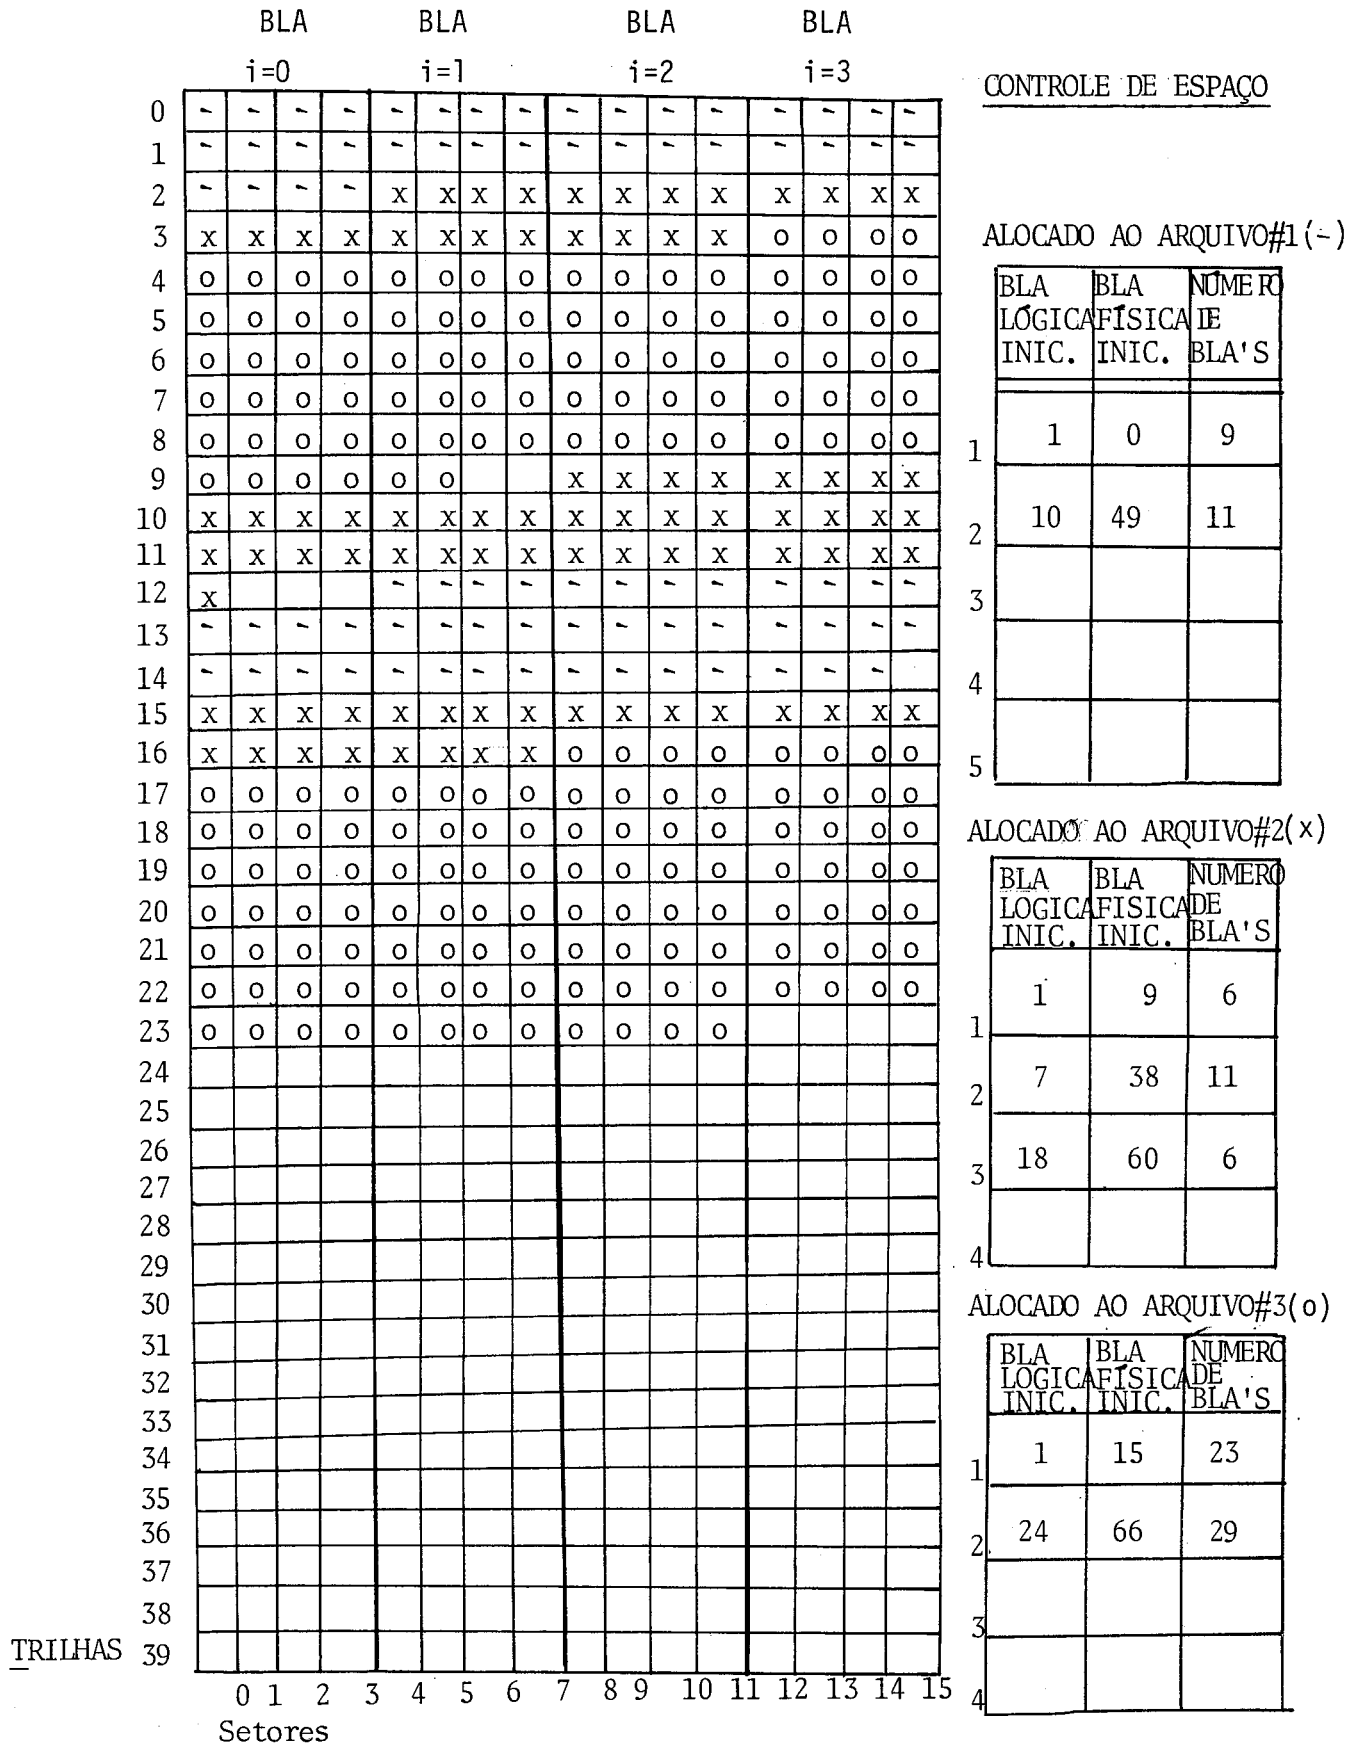 BLA BLA BLA BLA
i=0 i=1 i=2 i=3
CONTROLE DE ESPAÇO
0 - - - - - - - - - - - - - - - -
1 - - - - - - - - - - - - - - - -
2 - - - - x x x x x x x x x x x x
3 x x x x x x x x x x x x o o o o
4 o o o o o o o o o o o o o o o o
5 o o o o o o o o o o o o o o o o
6 o o o o o o o o o o o o o o o o
7 o o o o o o o o o o o o o o o o
8 o o o o o o o o o o o o o o o o
9 o o o o o o x x x x x x x x
10 x x x x x x x x x x x x x x x x
11 x x x x x x x x x x x x x x x x
12 x - - - - - - - - - - - -
13 - - - - - - - - - - - - - - - -
14 - - - - - - - - - - - - - - -
15 x x x x x x x x x x x x x x x x
16 x x x x x x x x o o o o o o o o
17 o o o o o o o o o o o o o o o o
18 o o o o o o o o o o o o o o o o
19 o o o o o o o o o o o o o o o o
20 o o o o o o o o o o o o o o o o
21 o o o o o o o o o o o o o o o o
22 o o o o o o o o o o o o o o o o
23 o o o o o o o o o o o o
24
25
26
27
28
29
30
31
32
33
34
35
36
37
38
TRILHAS 39
0 1 2 3 4 5 6 7 8 9 10 11 12 13 14 15
Setores
ALOCADO AO ARQUIVO#1(-)
BLA BLA NÚMERO
LÓGICA FÍSICA DE
INIC. INIC. BLA'S
1 1 0 9
2 10 49 11
3
4
5
ALOCADO AO ARQUIVO#2(x)
BLA BLA NUMERO
LOGICA FISICA DE
INIC. INIC. BLA'S
1 1 9 6
2 7 38 11
3 18 60 6
4
ALOCADO AO ARQUIVO#3(o)
BLA BLA NUMERO
LOGICA FÍSICA DE
INIC. INIC. BLA'S
1 1 15 23
2 24 66 29
3
4